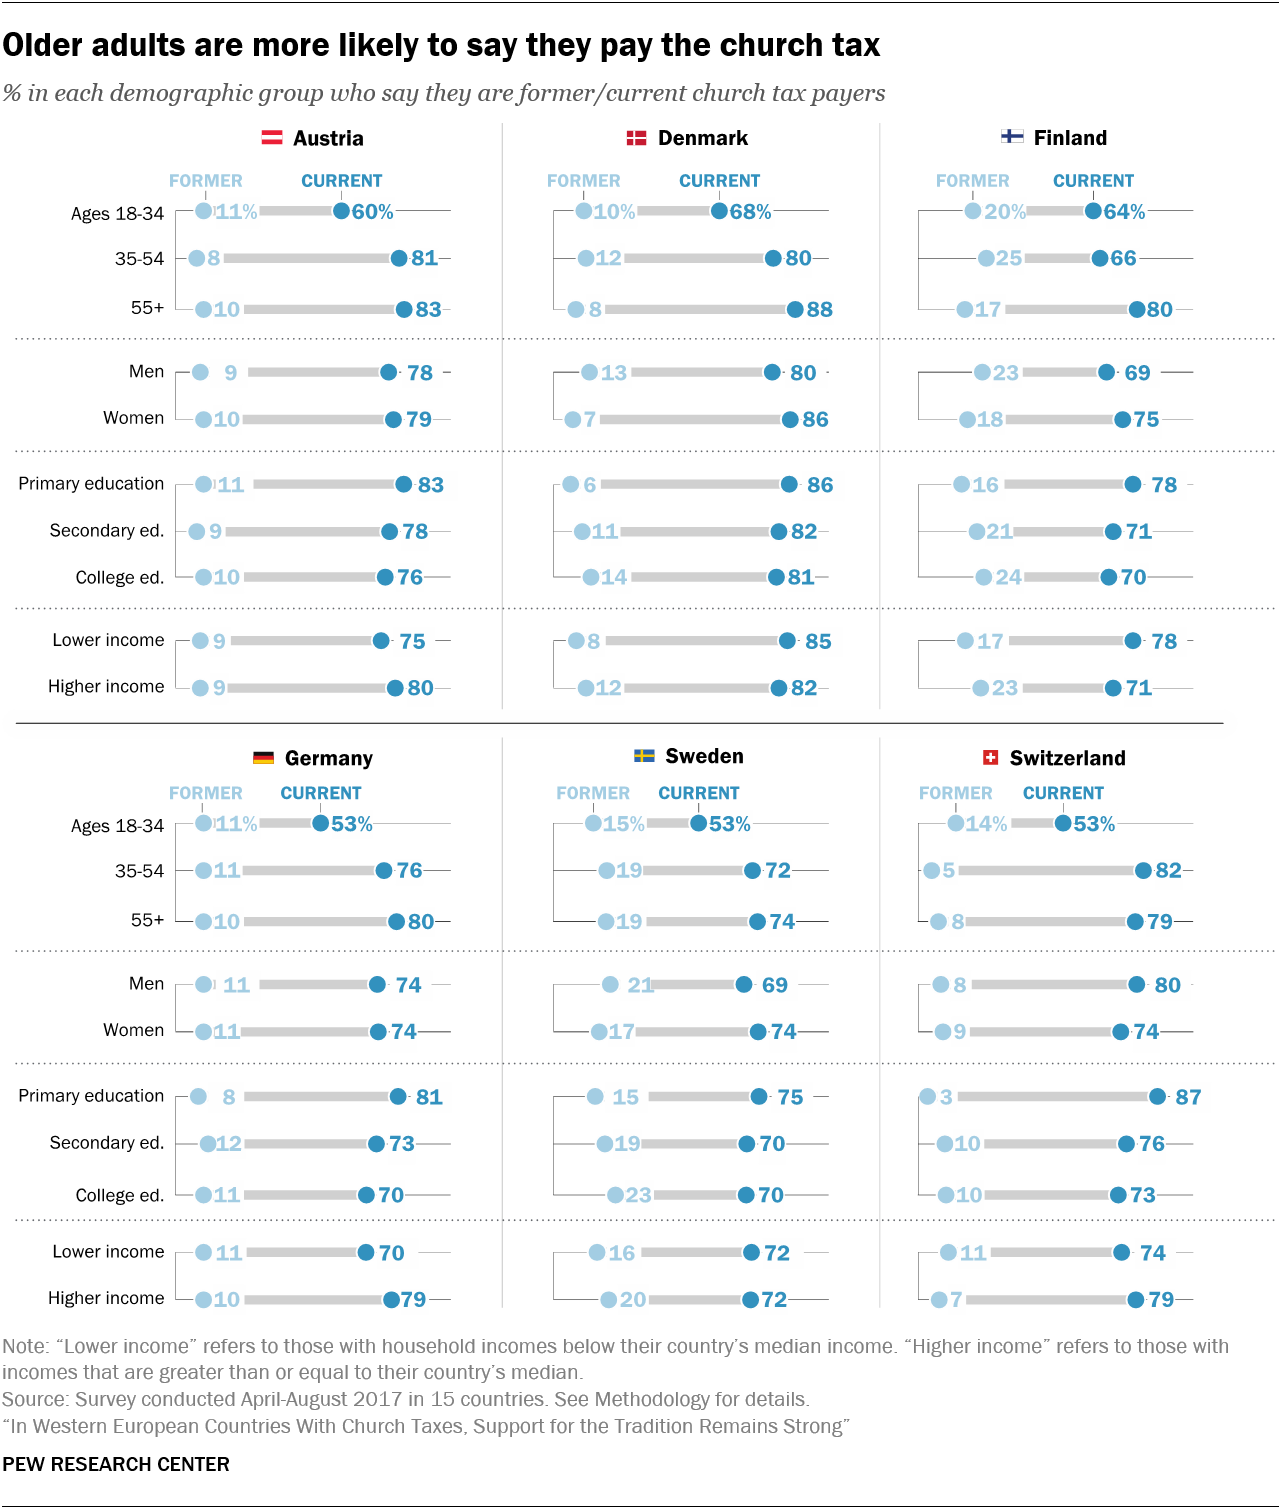 Older adults are more likely to say they pay the church tax
% in each demographic group who say they are former/current church tax payers
Austria Denmark Finland
FORMER CURRENT FORMER CURRENT FORMER CURRENT
Ages 18-34 11% 60% 10% 68% 20% 64%
35-54 8 81 12 80 25 66
55+ 10 83 8 88 17 80
Men 9 78 13 80 23 69
Women 10 79 7 86 18 75
Primary education 11 83 6 86 16 78
Secondary ed. 9 78 11 82 21 71
College ed. 10 76 14 81 24 70
Lower income 9 75 8 85 17 78
Higher income 9 80 12 82 23 71
Germany Sweden Switzerland
FORMER CURRENT FORMER CURRENT FORMER CURRENT
Ages 18-34 11% 53% 15% 53% 14% 53%
35-54 11 76 19 72 5 82
55+ 10 80 19 74 8 79
Men 11 74 21 69 8 80
Women 11 74 17 74 9 74
Primary education 8 81 15 75 3 87
Secondary ed. 12 73 19 70 10 76
College ed. 11 70 23 70 10 73
Lower income 11 70 16 72 11 74
Higher income 10 79 20 72 7 79
Note: “Lower income” refers to those with household incomes below their country’s median income. “Higher income” refers to those with
incomes that are greater than or equal to their country’s median.
Source: Survey conducted April-August 2017 in 15 countries. See Methodology for details.
“In Western European Countries With Church Taxes, Support for the Tradition Remains Strong”
PEW RESEARCH CENTER